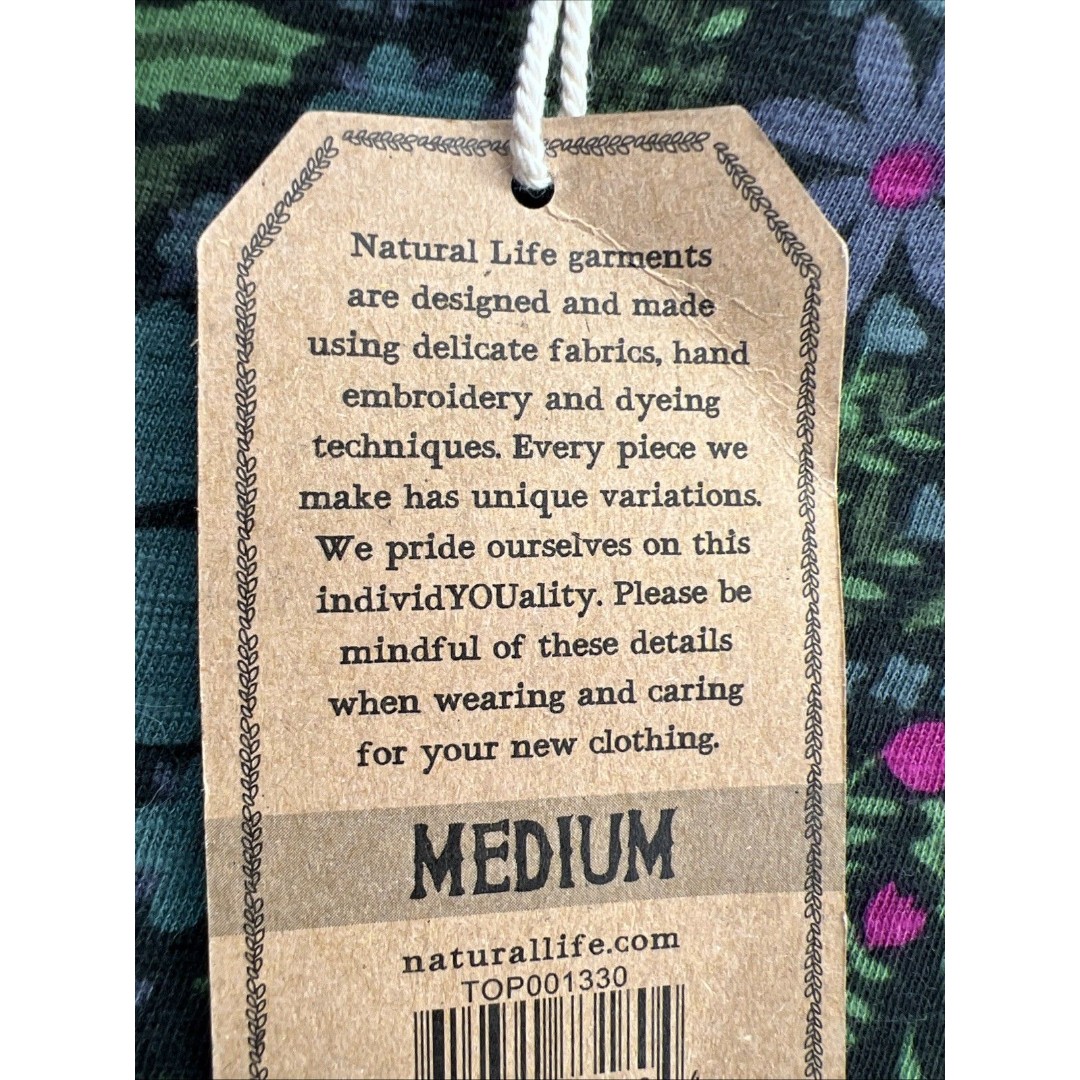 Natural Life garments
are designed and made
using delicate fabrics, hand
embroidery and dyeing
techniques. Every piece we
make has unique variations.
We pride ourselves on this
individYOUality. Please be
mindful of these details
when wearing and caring
for your new clothing.
MEDIUM
naturallife.com
TOP001330